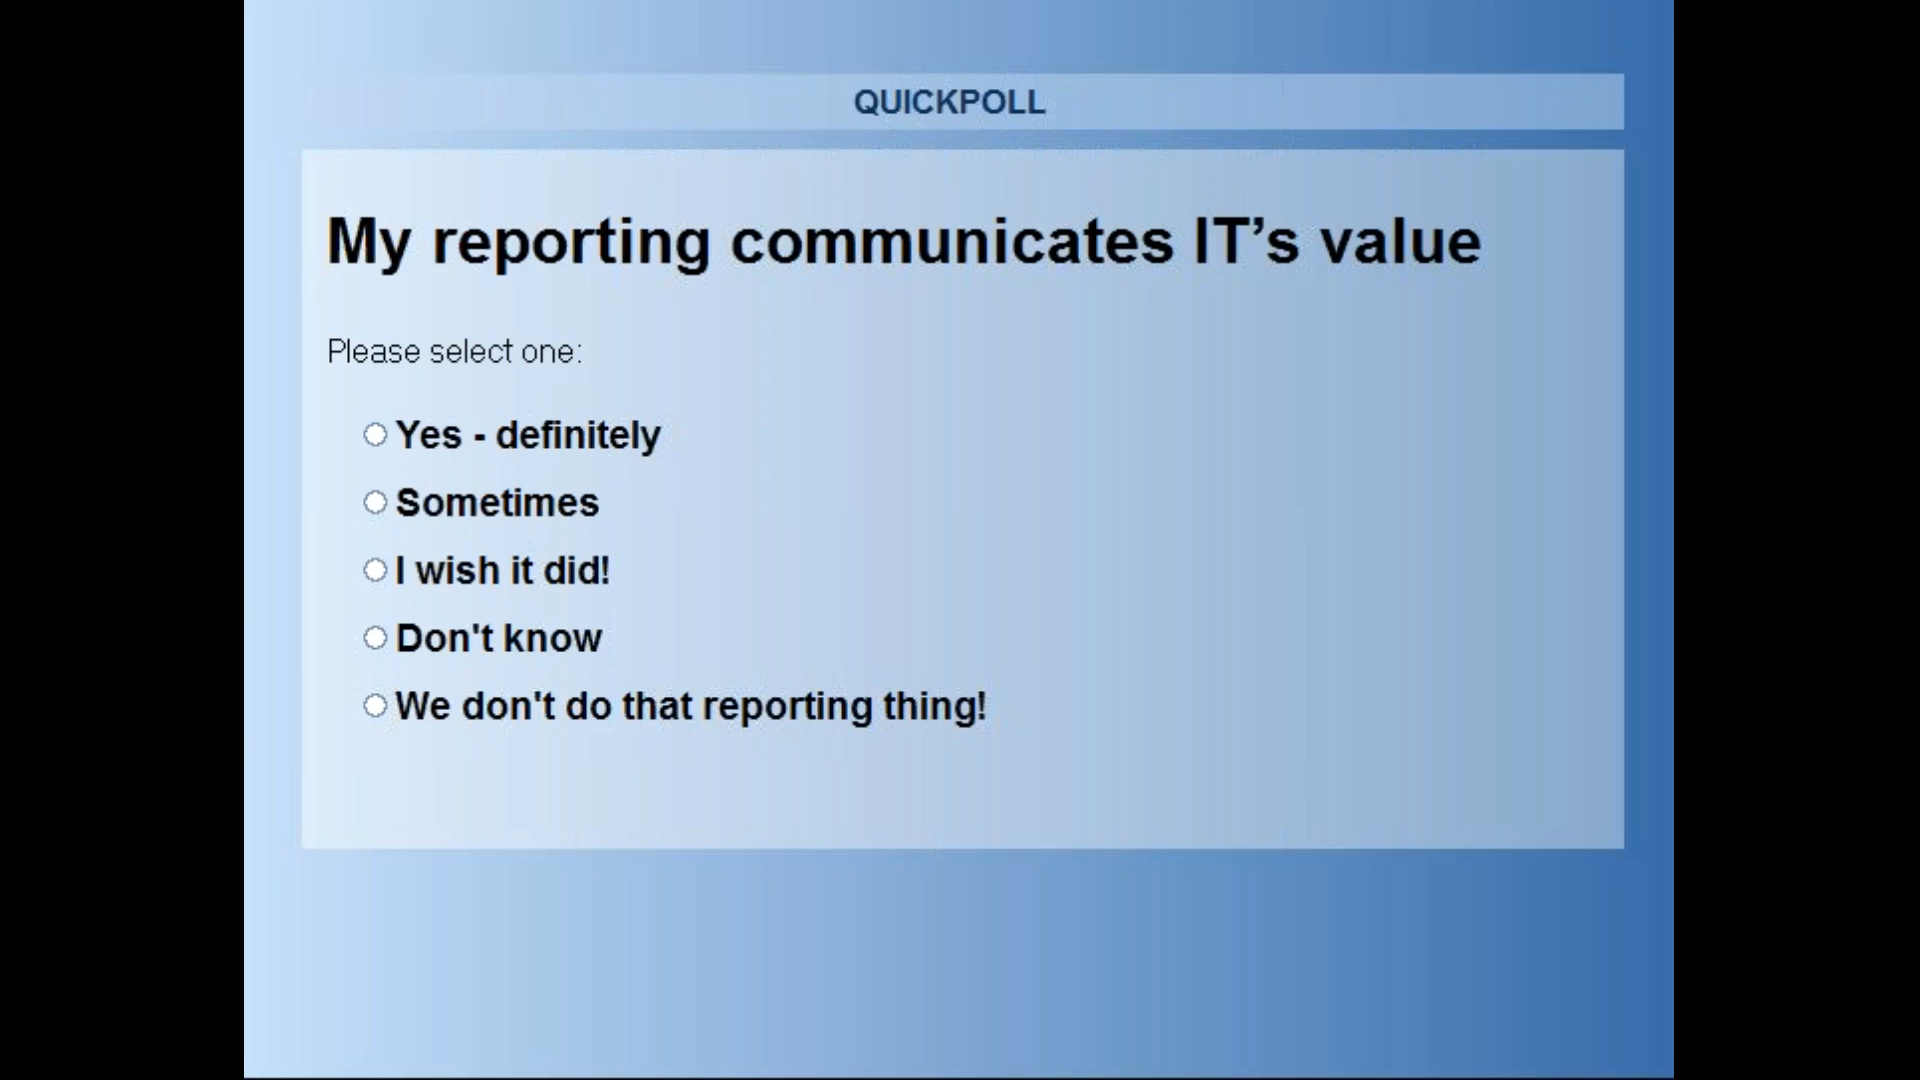 QUICKPOLL
My reporting communicates IT’s value
Please select one:
Yes - definitely
Sometimes
I wish it did!
Don't know
We don't do that reporting thing!